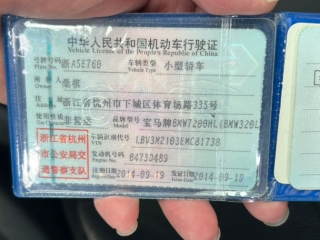 中华人民共和国机动车行驶证
Vehicle License of the People's Republic of China
号牌号码 浙A5E760 车辆类型 小型轿车
Plate No. Vehicle Type
所有人
Owner
住址 浙江省杭州市下城区体育场路335号
使用性质 非营运 品牌型号 宝马牌BMW7200HL(BMW320L
Use Character Model
浙江省杭州 车辆识别代号 LBV3M2103EMC81738
市公安局交 发动机号码 0473D489
通警察支队 注册日期 2014-09-19 发证日期 2014-09-19